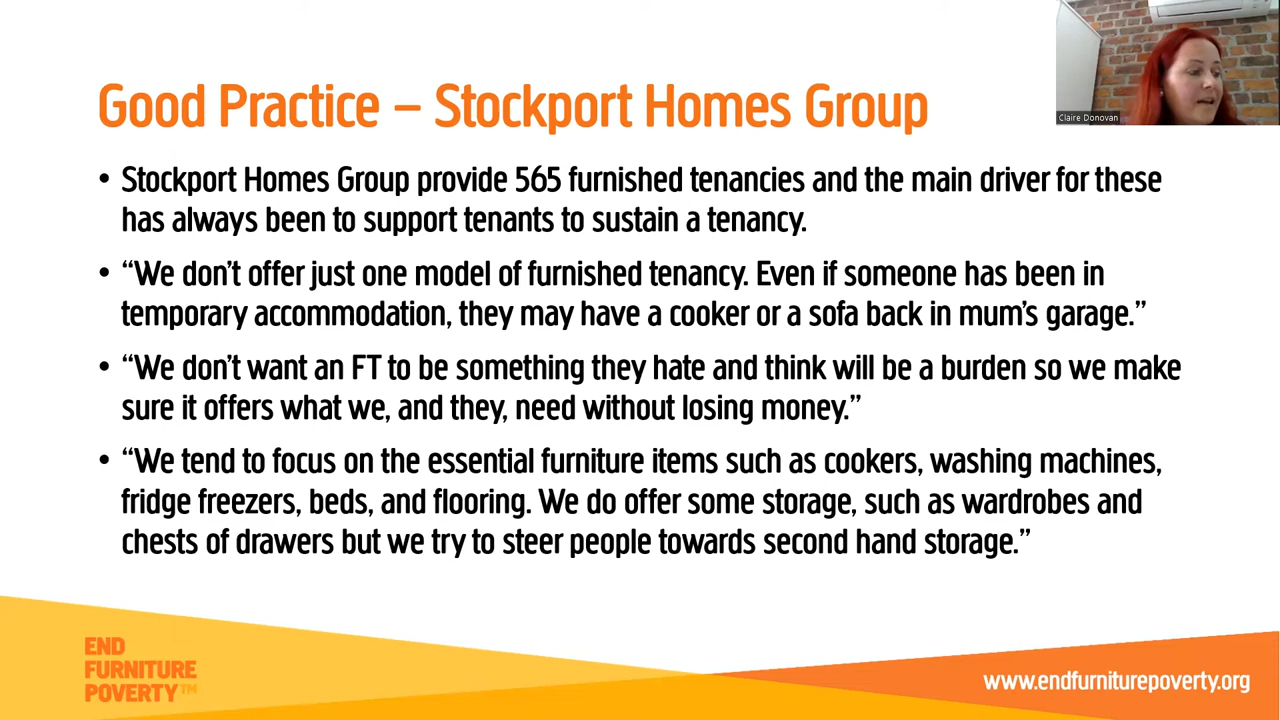 Good Practice – Stockport Homes Group
Claire Donovan
• Stockport Homes Group provide 565 furnished tenancies and the main driver for these
has always been to support tenants to sustain a tenancy.
• “We don’t offer just one model of furnished tenancy. Even if someone has been in
temporary accommodation, they may have a cooker or a sofa back in mum’s garage.”
• “We don’t want an FT to be something they hate and think will be a burden so we make
sure it offers what we, and they, need without losing money.”
• “We tend to focus on the essential furniture items such as cookers, washing machines,
fridge freezers, beds, and flooring. We do offer some storage, such as wardrobes and
chests of drawers but we try to steer people towards second hand storage.”
END
FURNITURE
POVERTY™
www.endfurniturepoverty.org